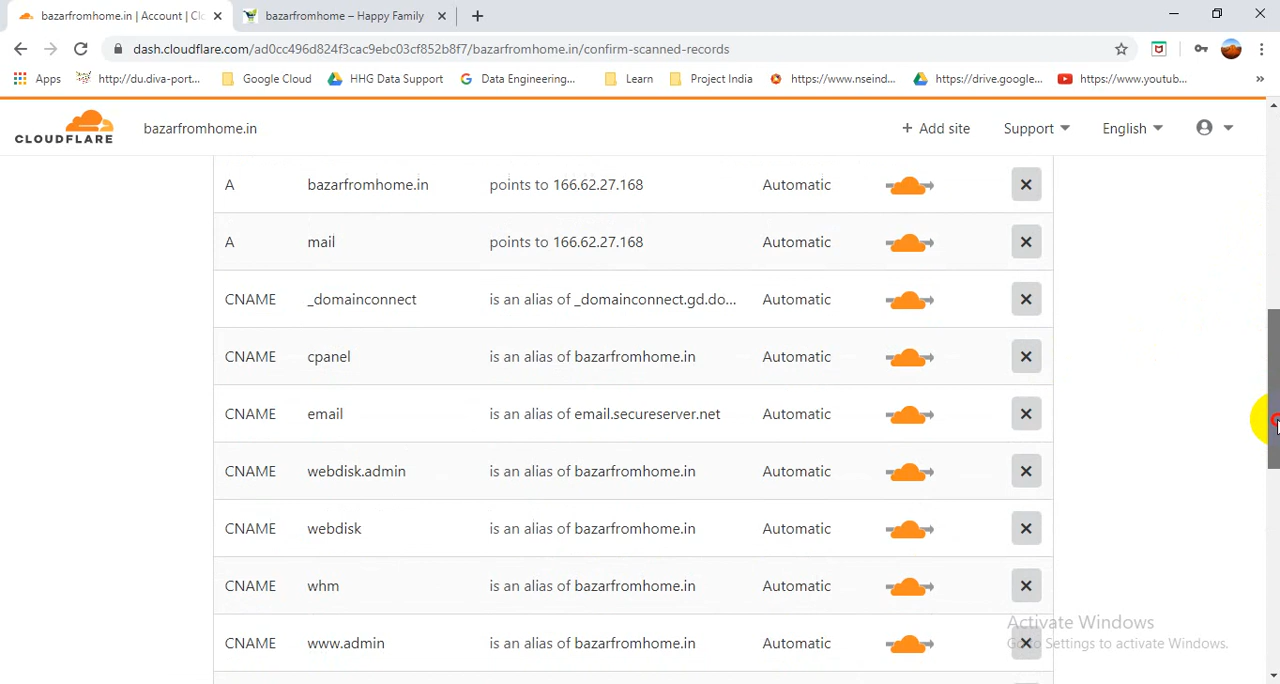 bazarfromhome.in | Account | Clo
bazarfromhome – Happy Family
dash.cloudflare.com/ad0cc496d824f3cac9ebc03cf852b8f7/bazarfromhome.in/confirm-scanned-records
Apps http://du.diva-port... Google Cloud HHG Data Support Data Engineering... Learn Project India https://www.nseind... https://drive.google... https://www.youtub... »
CLOUDFLARE bazarfromhome.in + Add site Support English
A bazarfromhome.in points to 166.62.27.168 Automatic
A mail points to 166.62.27.168 Automatic
CNAME _domainconnect is an alias of _domainconnect.gd.do... Automatic
CNAME cpanel is an alias of bazarfromhome.in Automatic
CNAME email is an alias of email.secureserver.net Automatic
CNAME webdisk.admin is an alias of bazarfromhome.in Automatic
CNAME webdisk is an alias of bazarfromhome.in Automatic
CNAME whm is an alias of bazarfromhome.in Automatic
Activate Windows
CNAME www.admin is an alias of bazarfromhome.in Automatic
Go to Settings to activate Windows.